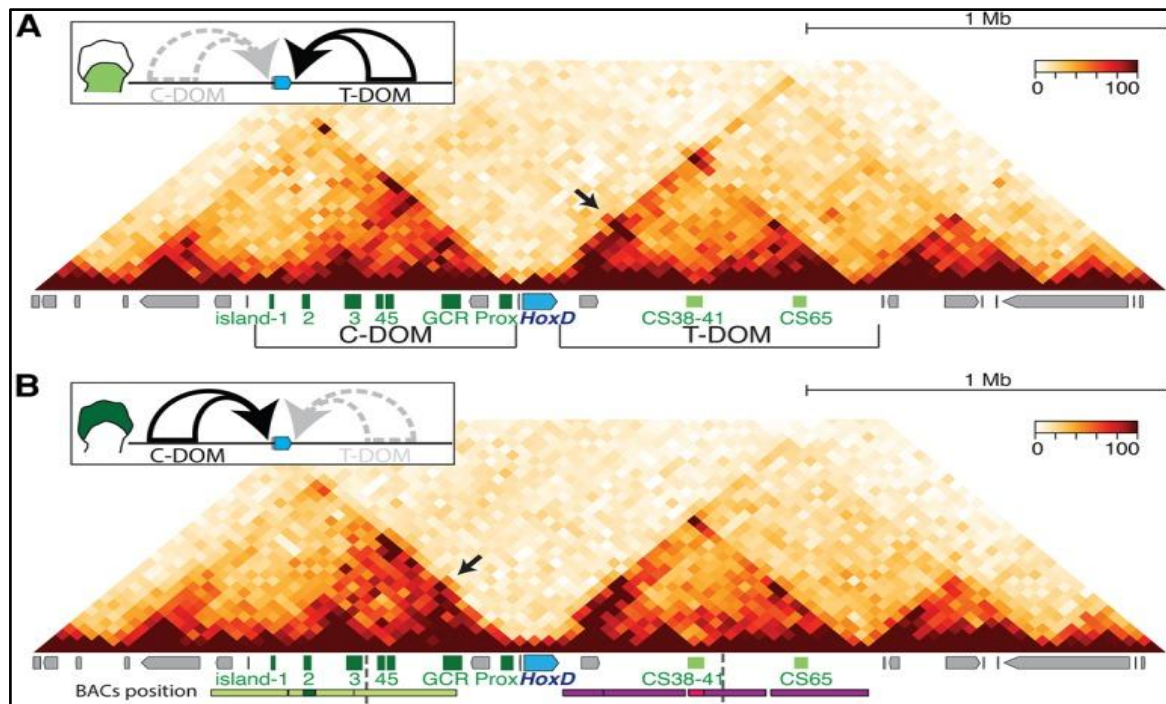 A
1 Mb
C-DOM
T-DOM
0 100
island-1 2 3 45 GCR Prox HoxD CS38-41 CS65
C-DOM
T-DOM
B
1 Mb
C-DOM
T-DOM
0 100
island-1 2 3 45 GCR Prox HoxD CS38-41 CS65
BACs position